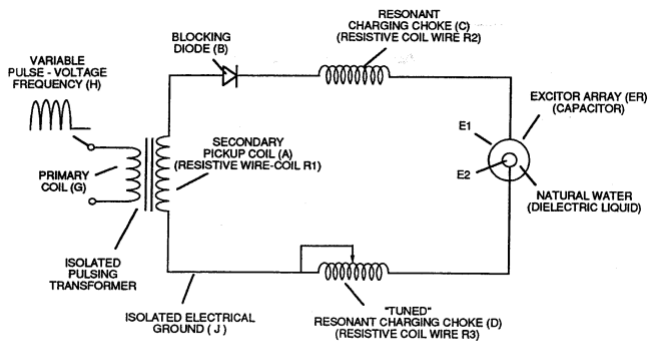 RESONANT
CHARGING CHOKE (C)
(RESISTIVE COIL WIRE R2)
BLOCKING
DIODE (B)
VARIABLE
PULSE - VOLTAGE
FREQUENCY (H)
EXCITOR ARRAY (ER)
(CAPACITOR)
E1
SECONDARY
PICKUP COIL (A)
(RESISTIVE WIRE-COIL R1)
PRIMARY
COIL (G)
E2
NATURAL WATER
(DIELECTRIC LIQUID)
ISOLATED
PULSING
TRANSFORMER
ISOLATED ELECTRICAL
GROUND ( J )
"TUNED"
RESONANT CHARGING CHOKE (D)
(RESISTIVE COIL WIRE R3)